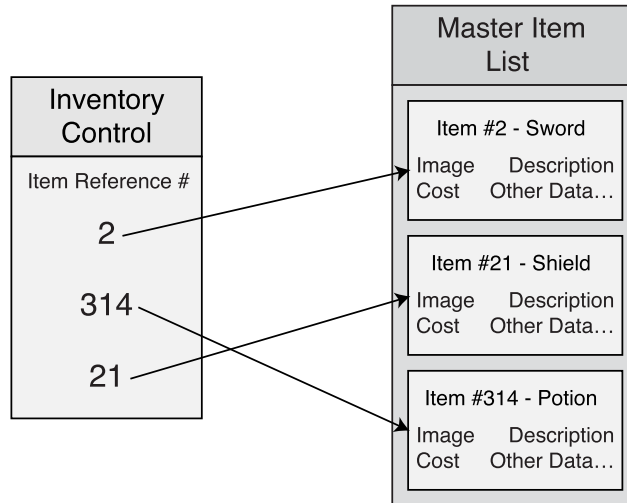 Inventory
Control
Item Reference #
2
314
21
Master Item
List
Item #2 - Sword
Image Description
Cost Other Data…
Item #21 - Shield
Image Description
Cost Other Data…
Item #314 - Potion
Image Description
Cost Other Data…